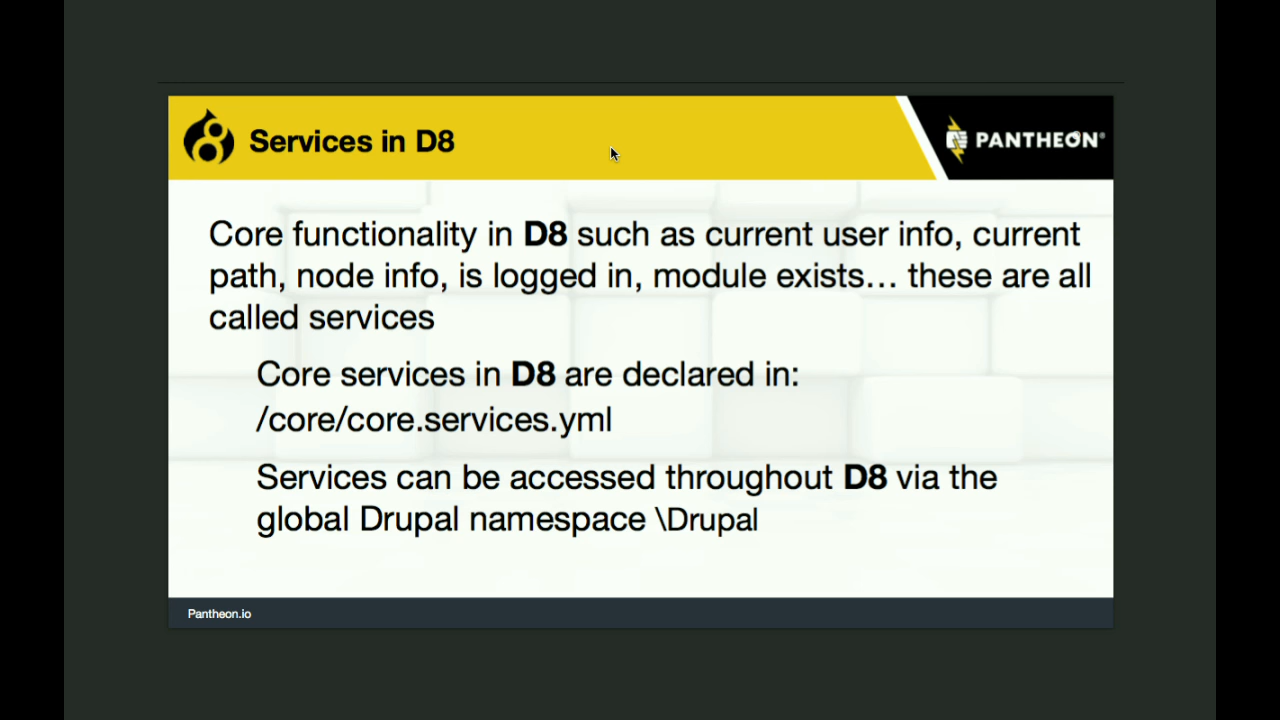 Services in D8
PANTHEON®
Core functionality in D8 such as current user info, current
path, node info, is logged in, module exists… these are all
called services
Core services in D8 are declared in:
/core/core.services.yml
Services can be accessed throughout D8 via the
global Drupal namespace \Drupal
Pantheon.io